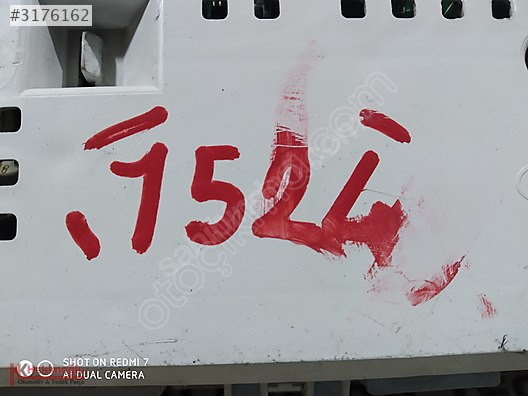 #3176162
1524
SHOT ON REDMI 7
AI DUAL CAMERA